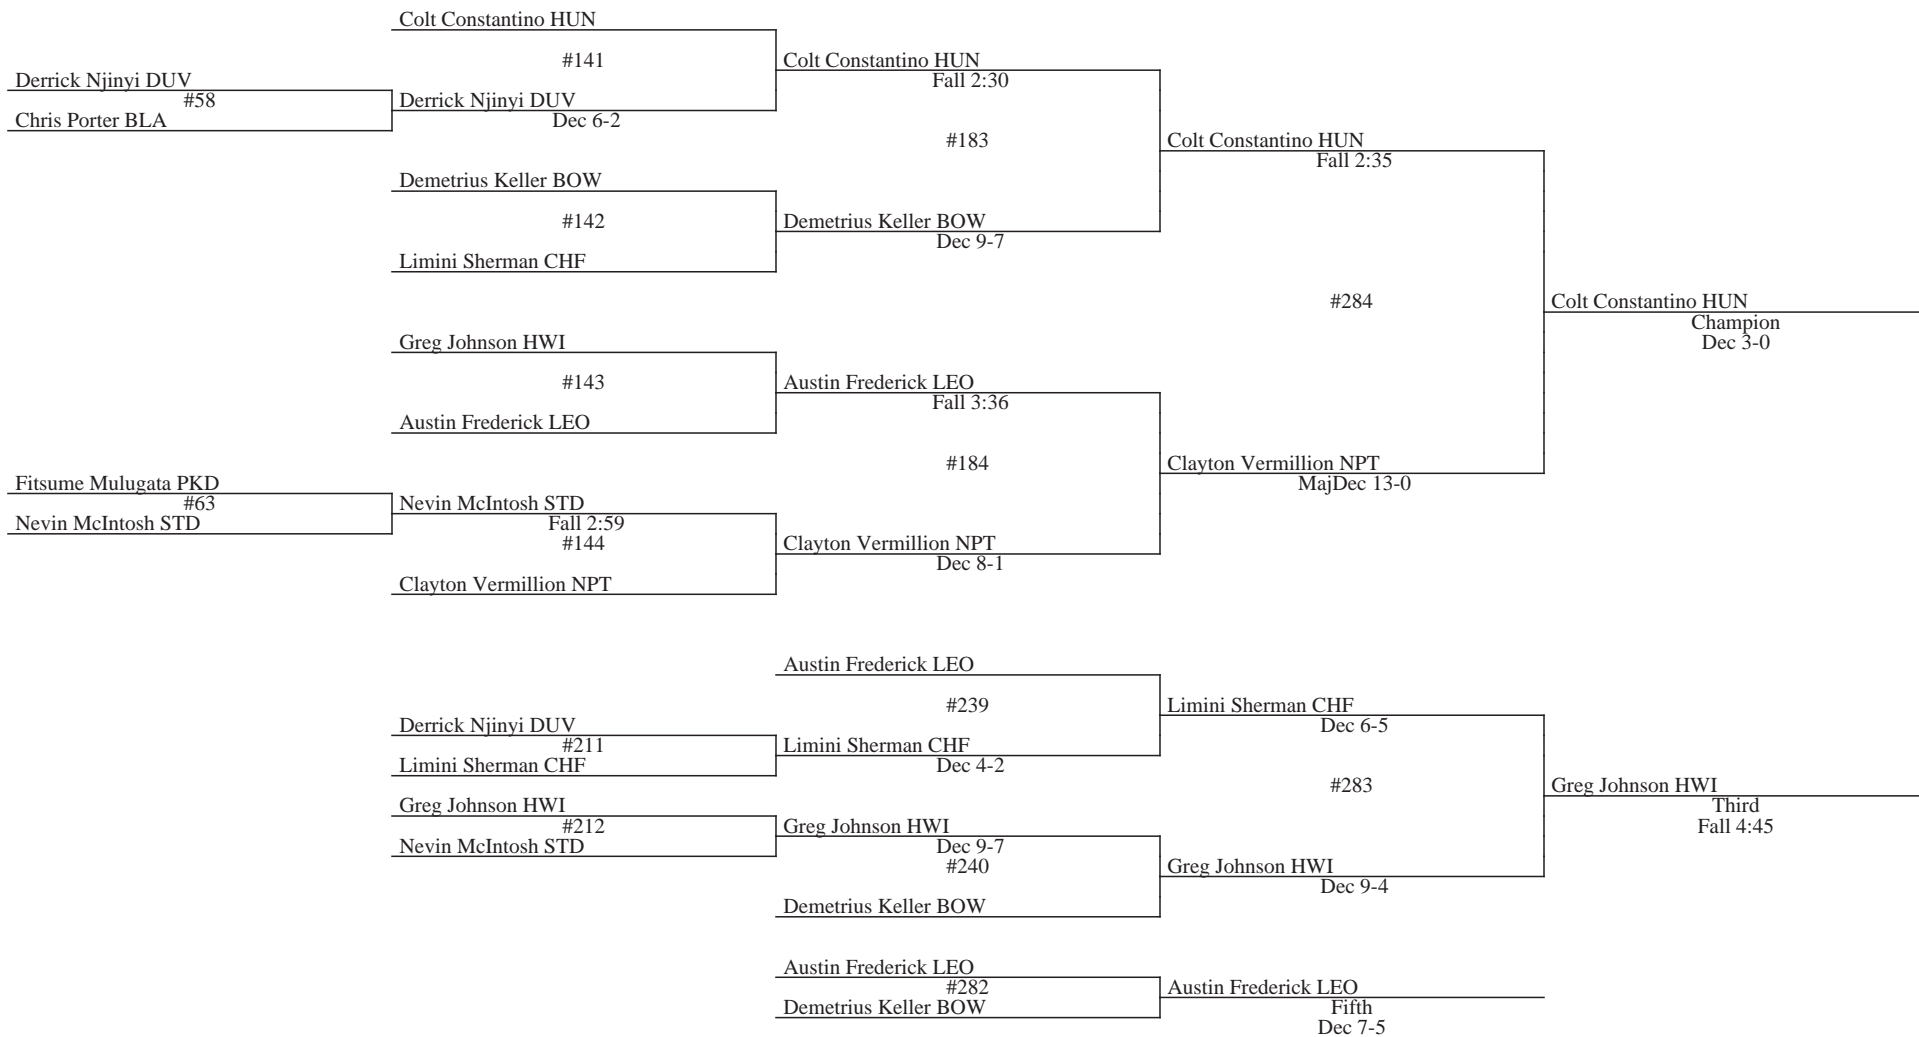 Colt Constantino HUN
#141
Derrick Njinyi DUV
#58
Chris Porter BLA
Derrick Njinyi DUV
Dec 6-2
Colt Constantino HUN
Fall 2:30
#183
Demetrius Keller BOW
#142
Limini Sherman CHF
Demetrius Keller BOW
Dec 9-7
Colt Constantino HUN
Fall 2:35
#284
Greg Johnson HWI
#143
Austin Frederick LEO
Austin Frederick LEO
Fall 3:36
#184
Fitsume Mulugata PKD
#63
Nevin McIntosh STD
Nevin McIntosh STD
Fall 2:59
#144
Clayton Vermillion NPT
Clayton Vermillion NPT
Dec 8-1
Clayton Vermillion NPT
MajDec 13-0
Colt Constantino HUN
Champion
Dec 3-0
Austin Frederick LEO
#239
Derrick Njinyi DUV
#211
Limini Sherman CHF
Limini Sherman CHF
Dec 4-2
Limini Sherman CHF
Dec 6-5
#283
Greg Johnson HWI
#212
Nevin McIntosh STD
Greg Johnson HWI
Dec 9-7
#240
Demetrius Keller BOW
Greg Johnson HWI
Dec 9-4
Greg Johnson HWI
Third
Fall 4:45
Austin Frederick LEO
#282
Demetrius Keller BOW
Austin Frederick LEO
Fifth
Dec 7-5